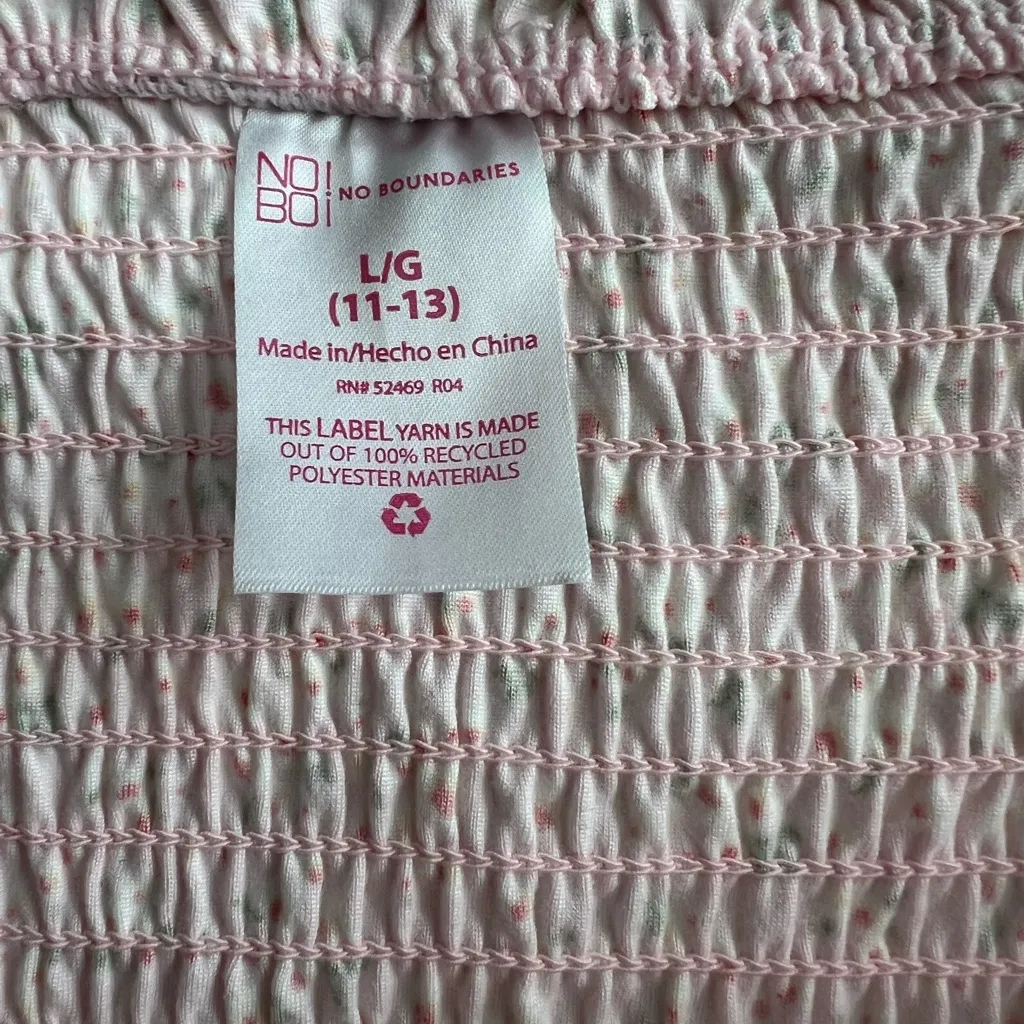 NO!
BO¡
NO BOUNDARIES
L/G
(11-13)
Made in/Hecho en China
RN# 52469 R04
THIS LABEL YARN IS MADE
OUT OF 100% RECYCLED
POLYESTER MATERIALS